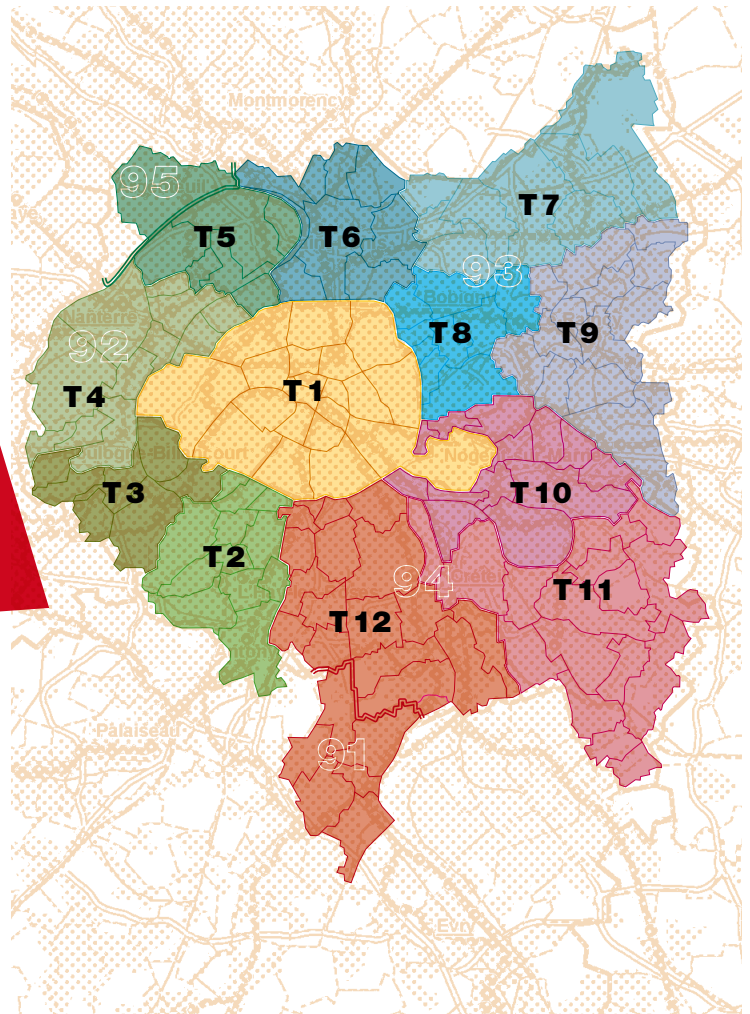 Montmorency
95
T7
T5
T6
93
Bobigny
Nanterre
T8
T9
92
T4
T1
T3
T10
T2
94
T11
T12
Palaiseau
91
Evry